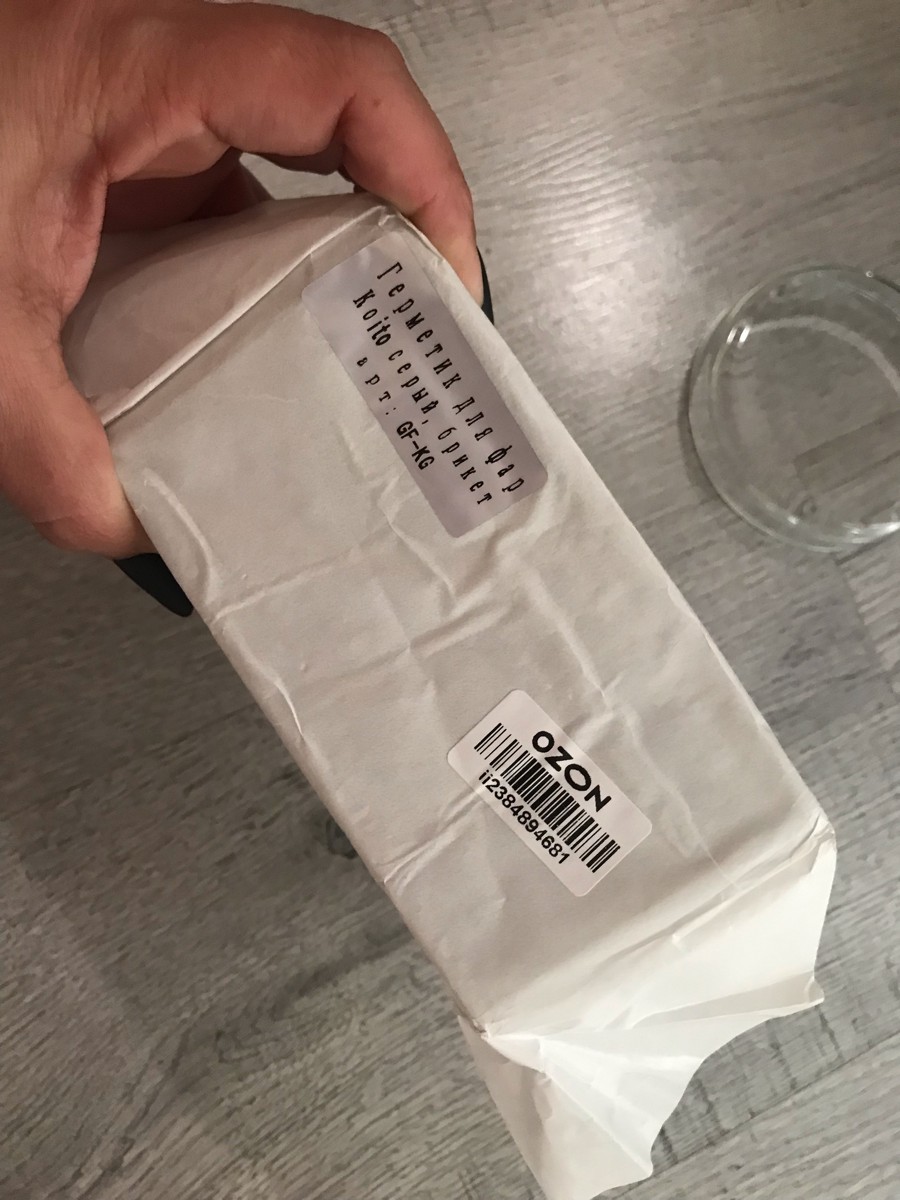 Герметик для фар
Koito серый, брикет
арт: GF-KG
OZON
ii2384894681